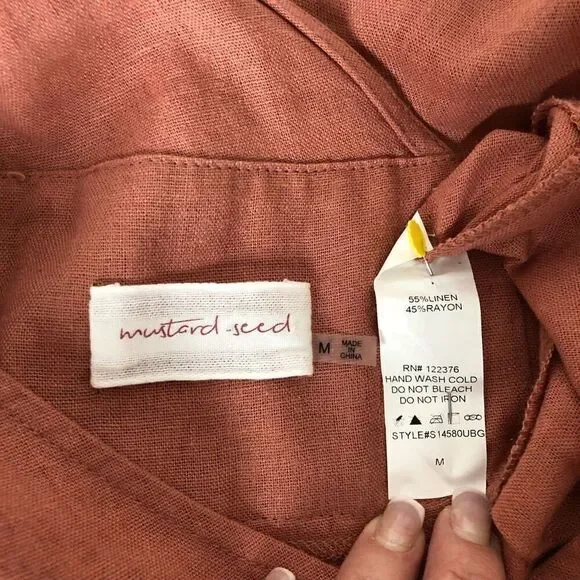 mustard seed
M
MADE
IN
CHINA
55%LINEN
45%RAYON
RN# 122376
HAND WASH COLD
DO NOT BLEACH
DO NOT IRON
STYLE#S14580UBG
M